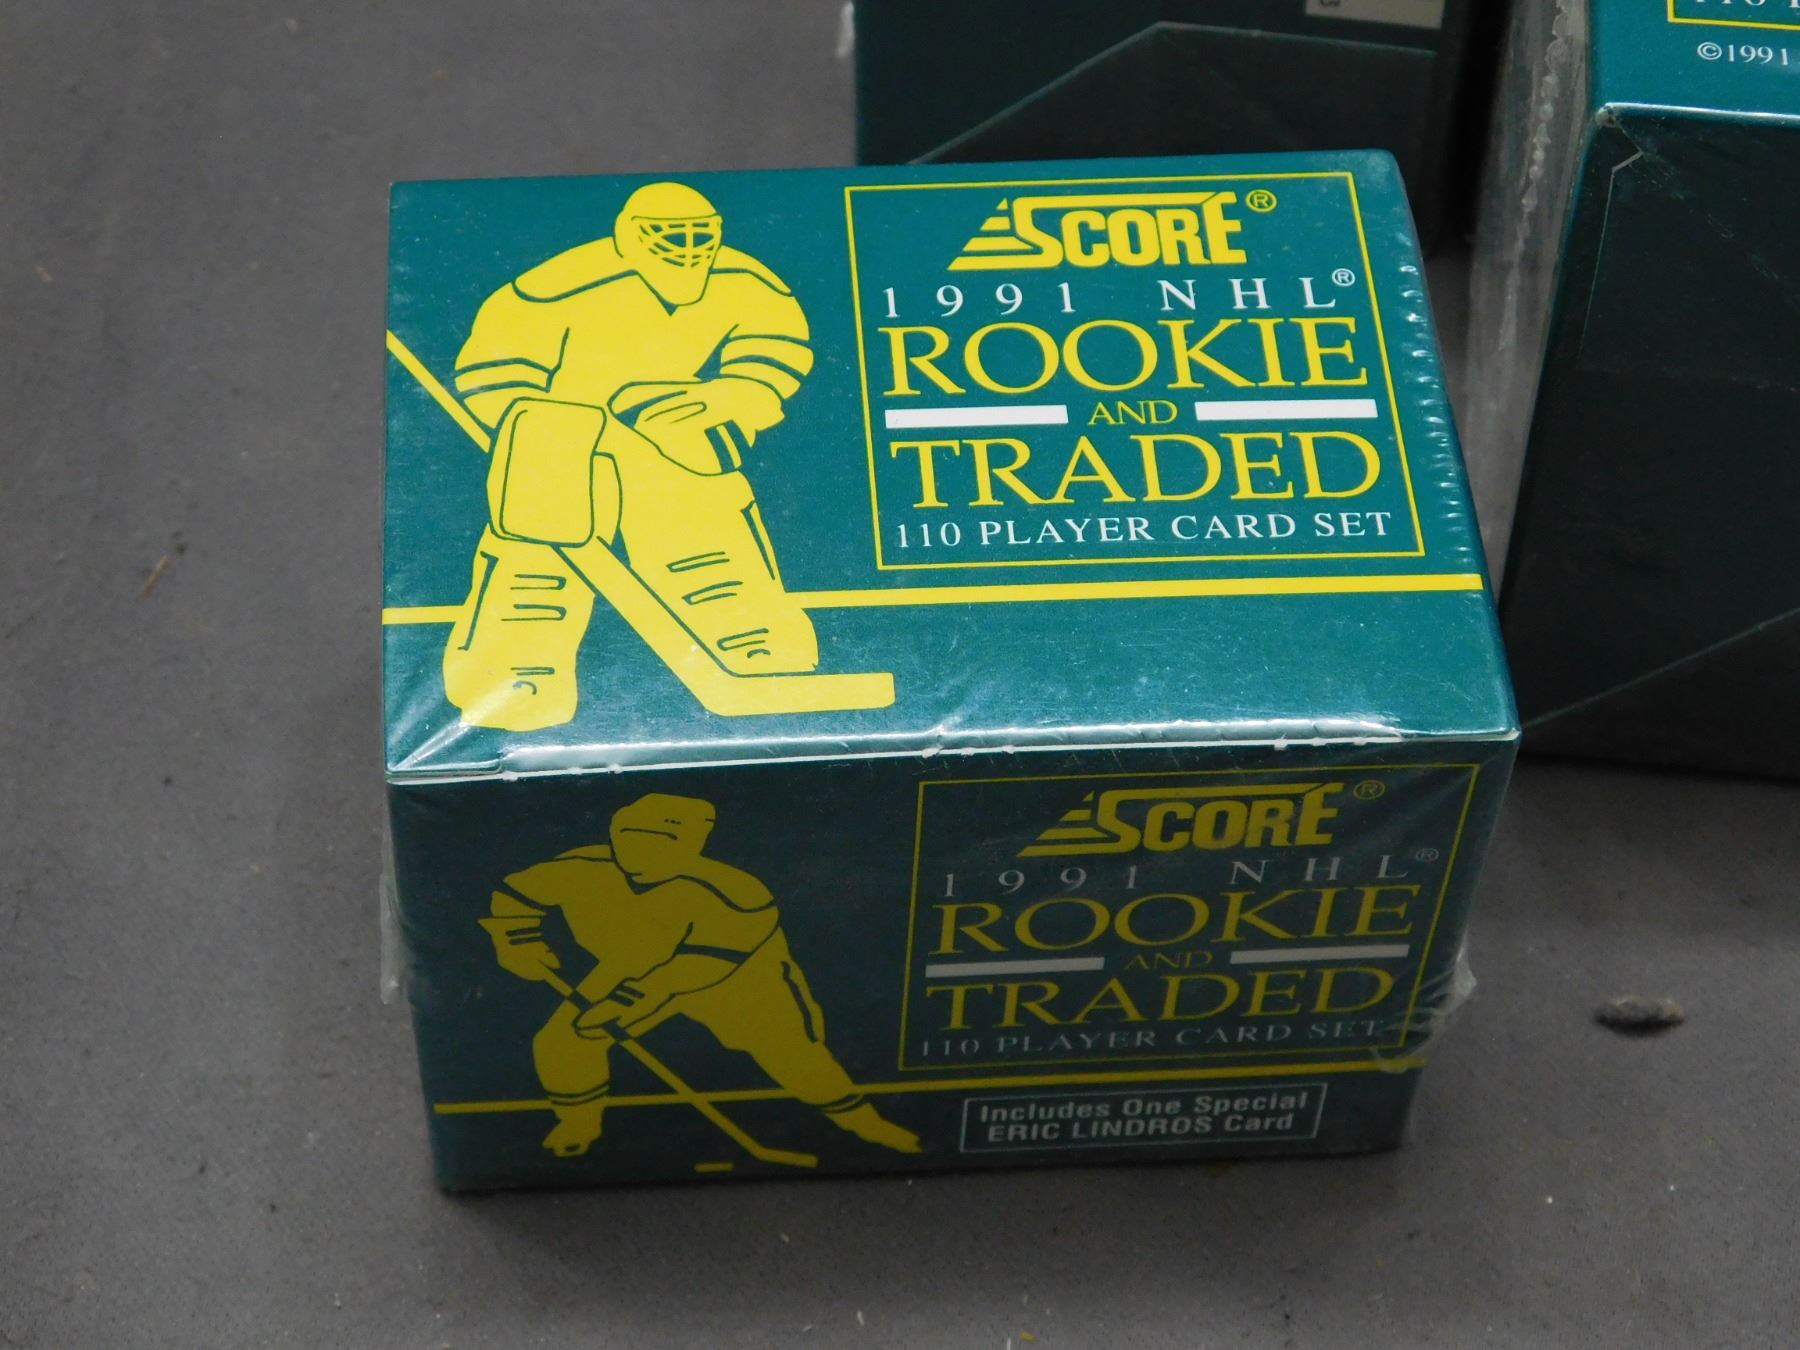 SCORE®
1991 NHL®
ROOKIE
AND
TRADED
110 PLAYER CARD SET
SCORE®
1991 NHL®
ROOKIE
AND
TRADED
110 PLAYER CARD SET
Includes One Special
ERIC LINDROS Card
©1991